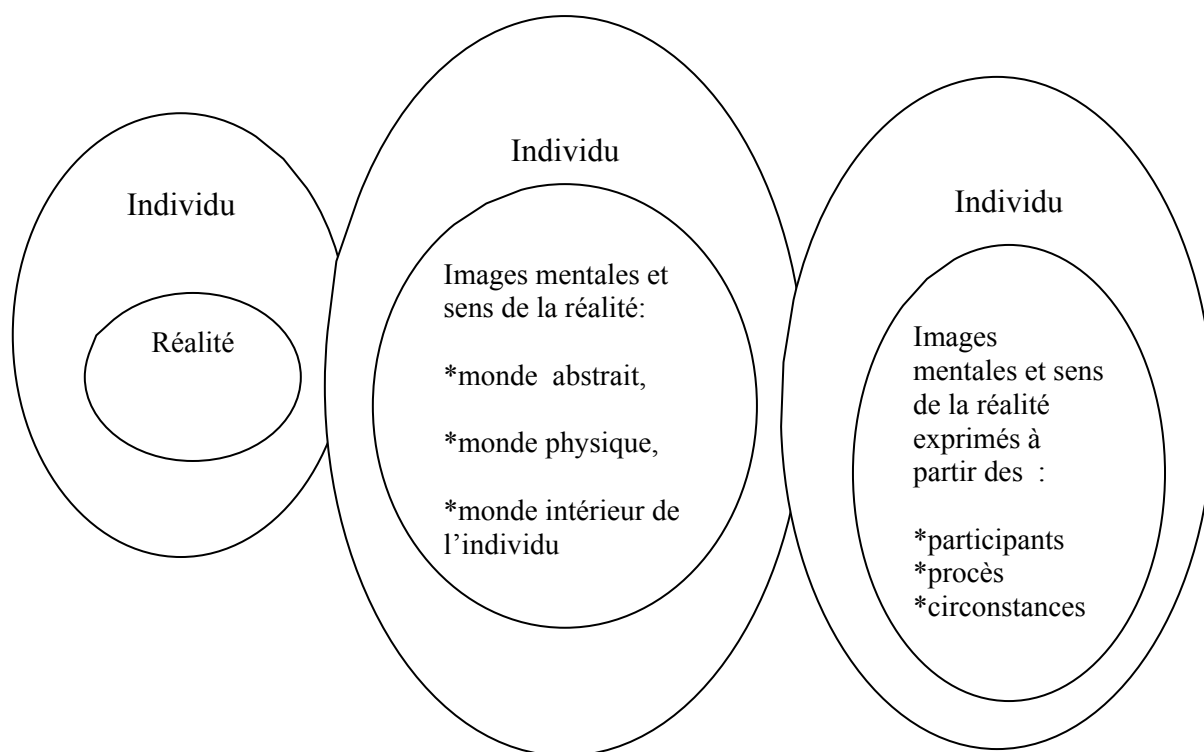 Individu
Réalité
Individu
Images mentales et
sens de la réalité:
*monde abstrait,
*monde physique,
*monde intérieur de
l’individu
Individu
Images
mentales et sens
de la réalité
exprimés à
partir des :
*participants
*procès
*circonstances